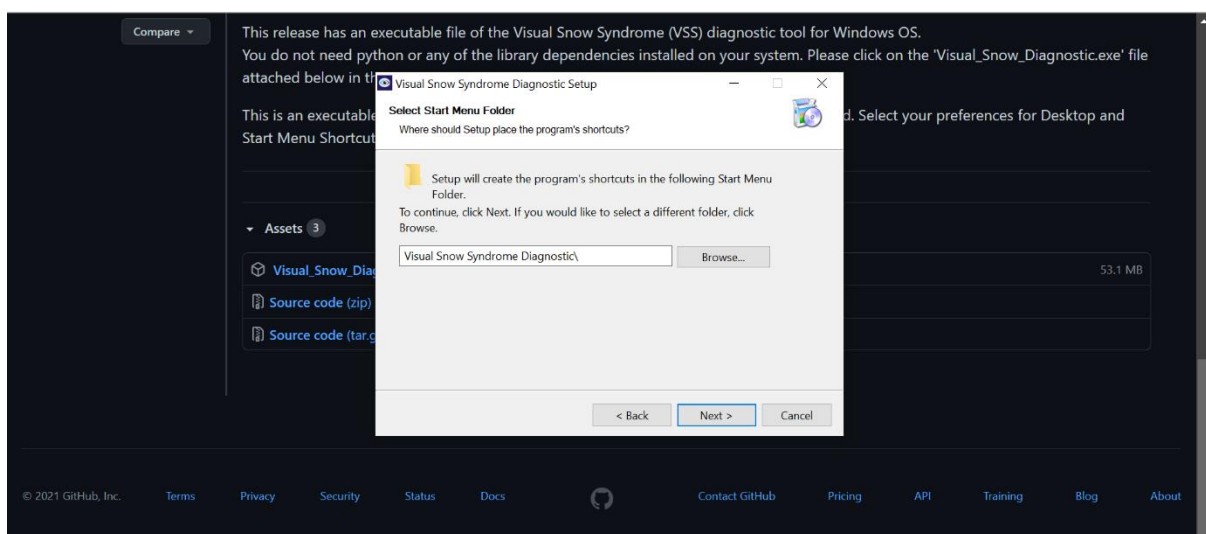 Compare
This release has an executable file of the Visual Snow Syndrome (VSS) diagnostic tool for Windows OS.
You do not need python or any of the library dependencies installed on your system. Please click on the 'Visual_Snow_Diagnostic.exe' file
attached below in th
This is an executable
d. Select your preferences for Desktop and
Start Menu Shortcut
Visual Snow Syndrome Diagnostic Setup
Select Start Menu Folder
Where should Setup place the program's shortcuts?
Setup will create the program's shortcuts in the following Start Menu
Folder.
To continue, click Next. If you would like to select a different folder, click
Browse.
Visual Snow Syndrome Diagnostic\
Browse...
< Back
Next >
Cancel
Assets 3
Visual_Snow_Diag
53.1 MB
Source code (zip)
Source code (tar.g
© 2021 GitHub, Inc.
Terms
Privacy
Security
Status
Docs
Contact GitHub
Pricing
API
Training
Blog
About